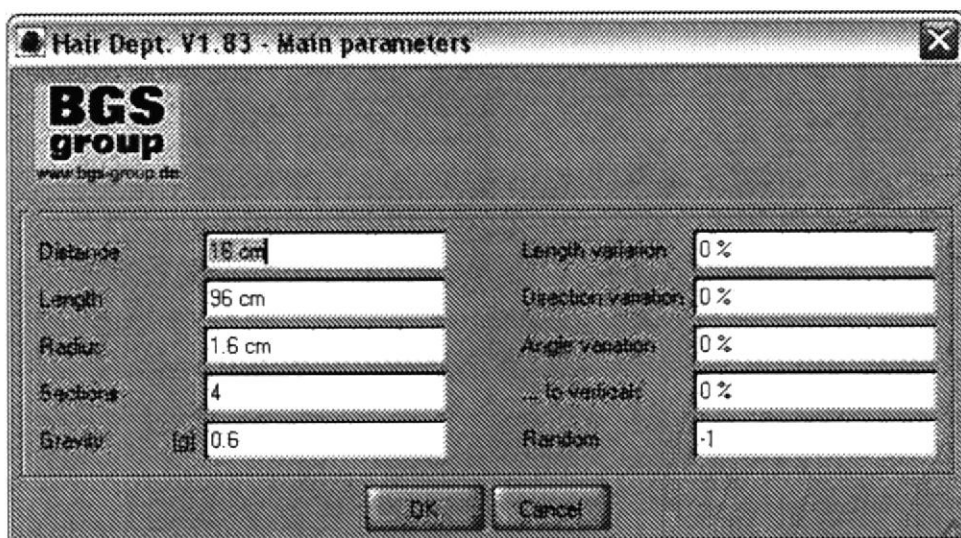 Hair Dept. V1.83 - Main parameters
BGS
group
www.bgs-group.de
Distance 16 cm
Length 96 cm
Radius 1.6 cm
Sections 4
Gravity [g] 0.6
Length variation 0 %
Direction variation 0 %
Angle variation 0 %
... to verticals 0 %
Random -1
OK Cancel